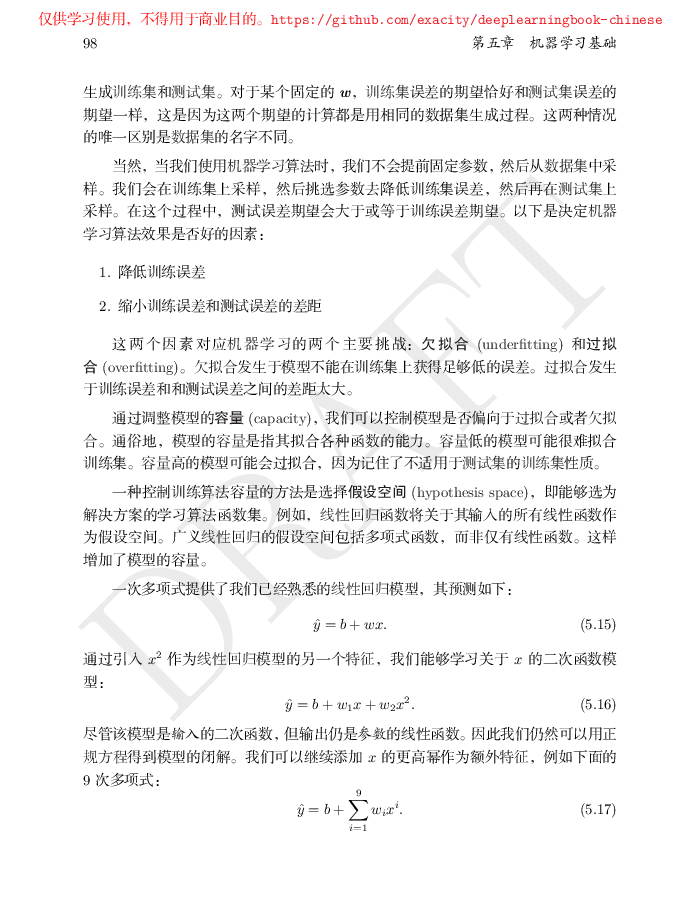 仅供学习使用，不得用于商业目的。https://github.com/exacity/deeplearningbook-chinese
98 第五章 机器学习基础
生成训练集和测试集。对于某个固定的 w，训练集误差的期望恰好和测试集误差的
期望一样，这是因为这两个期望的计算都是用相同的数据集生成过程。这两种情况
的唯一区别是数据集的名字不同。
当然，当我们使用机器学习算法时，我们不会提前固定参数，然后从数据集中采
样。我们会在训练集上采样，然后挑选参数去降低训练集误差，然后再在测试集上
采样。在这个过程中，测试误差期望会大于或等于训练误差期望。以下是决定机器
学习算法效果是否好的因素：
1. 降低训练误差
2. 缩小训练误差和测试误差的差距
这两个因素对应机器学习的两个主要挑战：欠拟合 (underfitting) 和过拟
合 (overfitting)。欠拟合发生于模型不能在训练集上获得足够低的误差。过拟合发生
于训练误差和和测试误差之间的差距太大。
通过调整模型的容量 (capacity)，我们可以控制模型是否偏向于过拟合或者欠拟
合。通俗地，模型的容量是指其拟合各种函数的能力。容量低的模型可能很难拟合
训练集。容量高的模型可能会过拟合，因为记住了不适用于测试集的训练集性质。
一种控制训练算法容量的方法是选择假设空间 (hypothesis space)，即能够选为
解决方案的学习算法函数集。例如，线性回归函数将关于其输入的所有线性函数作
为假设空间。广义线性回归的假设空间包括多项式函数，而非仅有线性函数。这样
增加了模型的容量。
一次多项式提供了我们已经熟悉的线性回归模型，其预测如下：
ŷ = b + wx. (5.15)
通过引入 x² 作为线性回归模型的另一个特征，我们能够学习关于 x 的二次函数模
型：
ŷ = b + w₁x + w₂x². (5.16)
尽管该模型是输入的二次函数，但输出仍是参数的线性函数。因此我们仍然可以用正
规方程得到模型的闭解。我们可以继续添加 x 的更高幂作为额外特征，例如下面的
9 次多项式：
ŷ = b + ∑_{i=1}^{9} wᵢxⁱ. (5.17)
DRAFT